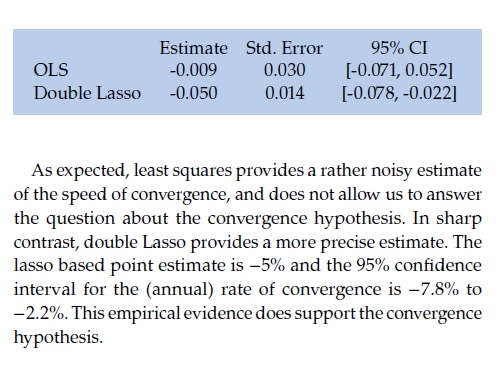 Estimate Std. Error 95% CI
OLS -0.009 0.030 [-0.071, 0.052]
Double Lasso -0.050 0.014 [-0.078, -0.022]
As expected, least squares provides a rather noisy estimate
of the speed of convergence, and does not allow us to answer
the question about the convergence hypothesis. In sharp
contrast, double Lasso provides a more precise estimate. The
lasso based point estimate is −5% and the 95% confidence
interval for the (annual) rate of convergence is −7.8% to
−2.2%. This empirical evidence does support the convergence
hypothesis.